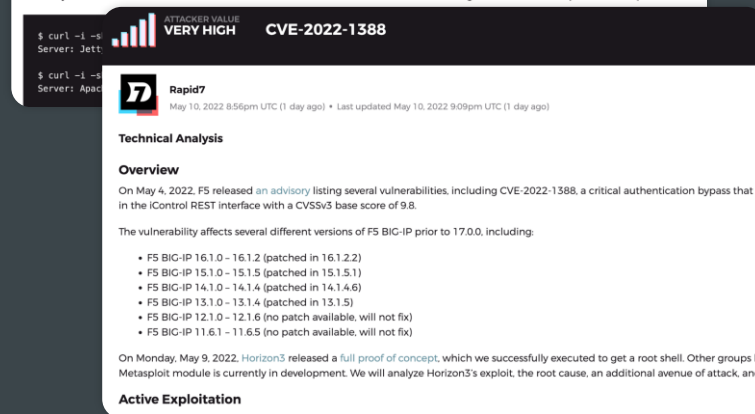 $ curl -i -s
Server: Jett
$ curl -i -s
Server: Apac
ATTACKER VALUE
VERY HIGH
CVE-2022-1388
Rapid7
May 10, 2022 8:56pm UTC (1 day ago) • Last updated May 10, 2022 9:09pm UTC (1 day ago)
Technical Analysis
Overview
On May 4, 2022, F5 released an advisory listing several vulnerabilities, including CVE-2022-1388, a critical authentication bypass that
in the iControl REST interface with a CVSSv3 base score of 9.8.
The vulnerability affects several different versions of F5 BIG-IP prior to 17.0.0, including:
• F5 BIG-IP 16.1.0 – 16.1.2 (patched in 16.1.2.2)
• F5 BIG-IP 15.1.0 – 15.1.5 (patched in 15.1.5.1)
• F5 BIG-IP 14.1.0 – 14.1.4 (patched in 14.1.4.6)
• F5 BIG-IP 13.1.0 – 13.1.4 (patched in 13.1.5)
• F5 BIG-IP 12.1.0 – 12.1.6 (no patch available, will not fix)
• F5 BIG-IP 11.6.1 – 11.6.5 (no patch available, will not fix)
On Monday, May 9, 2022, Horizon3 released a full proof of concept, which we successfully executed to get a root shell. Other groups
Metasploit module is currently in development. We will analyze Horizon3's exploit, the root cause, an additional avenue of attack,
Active Exploitation